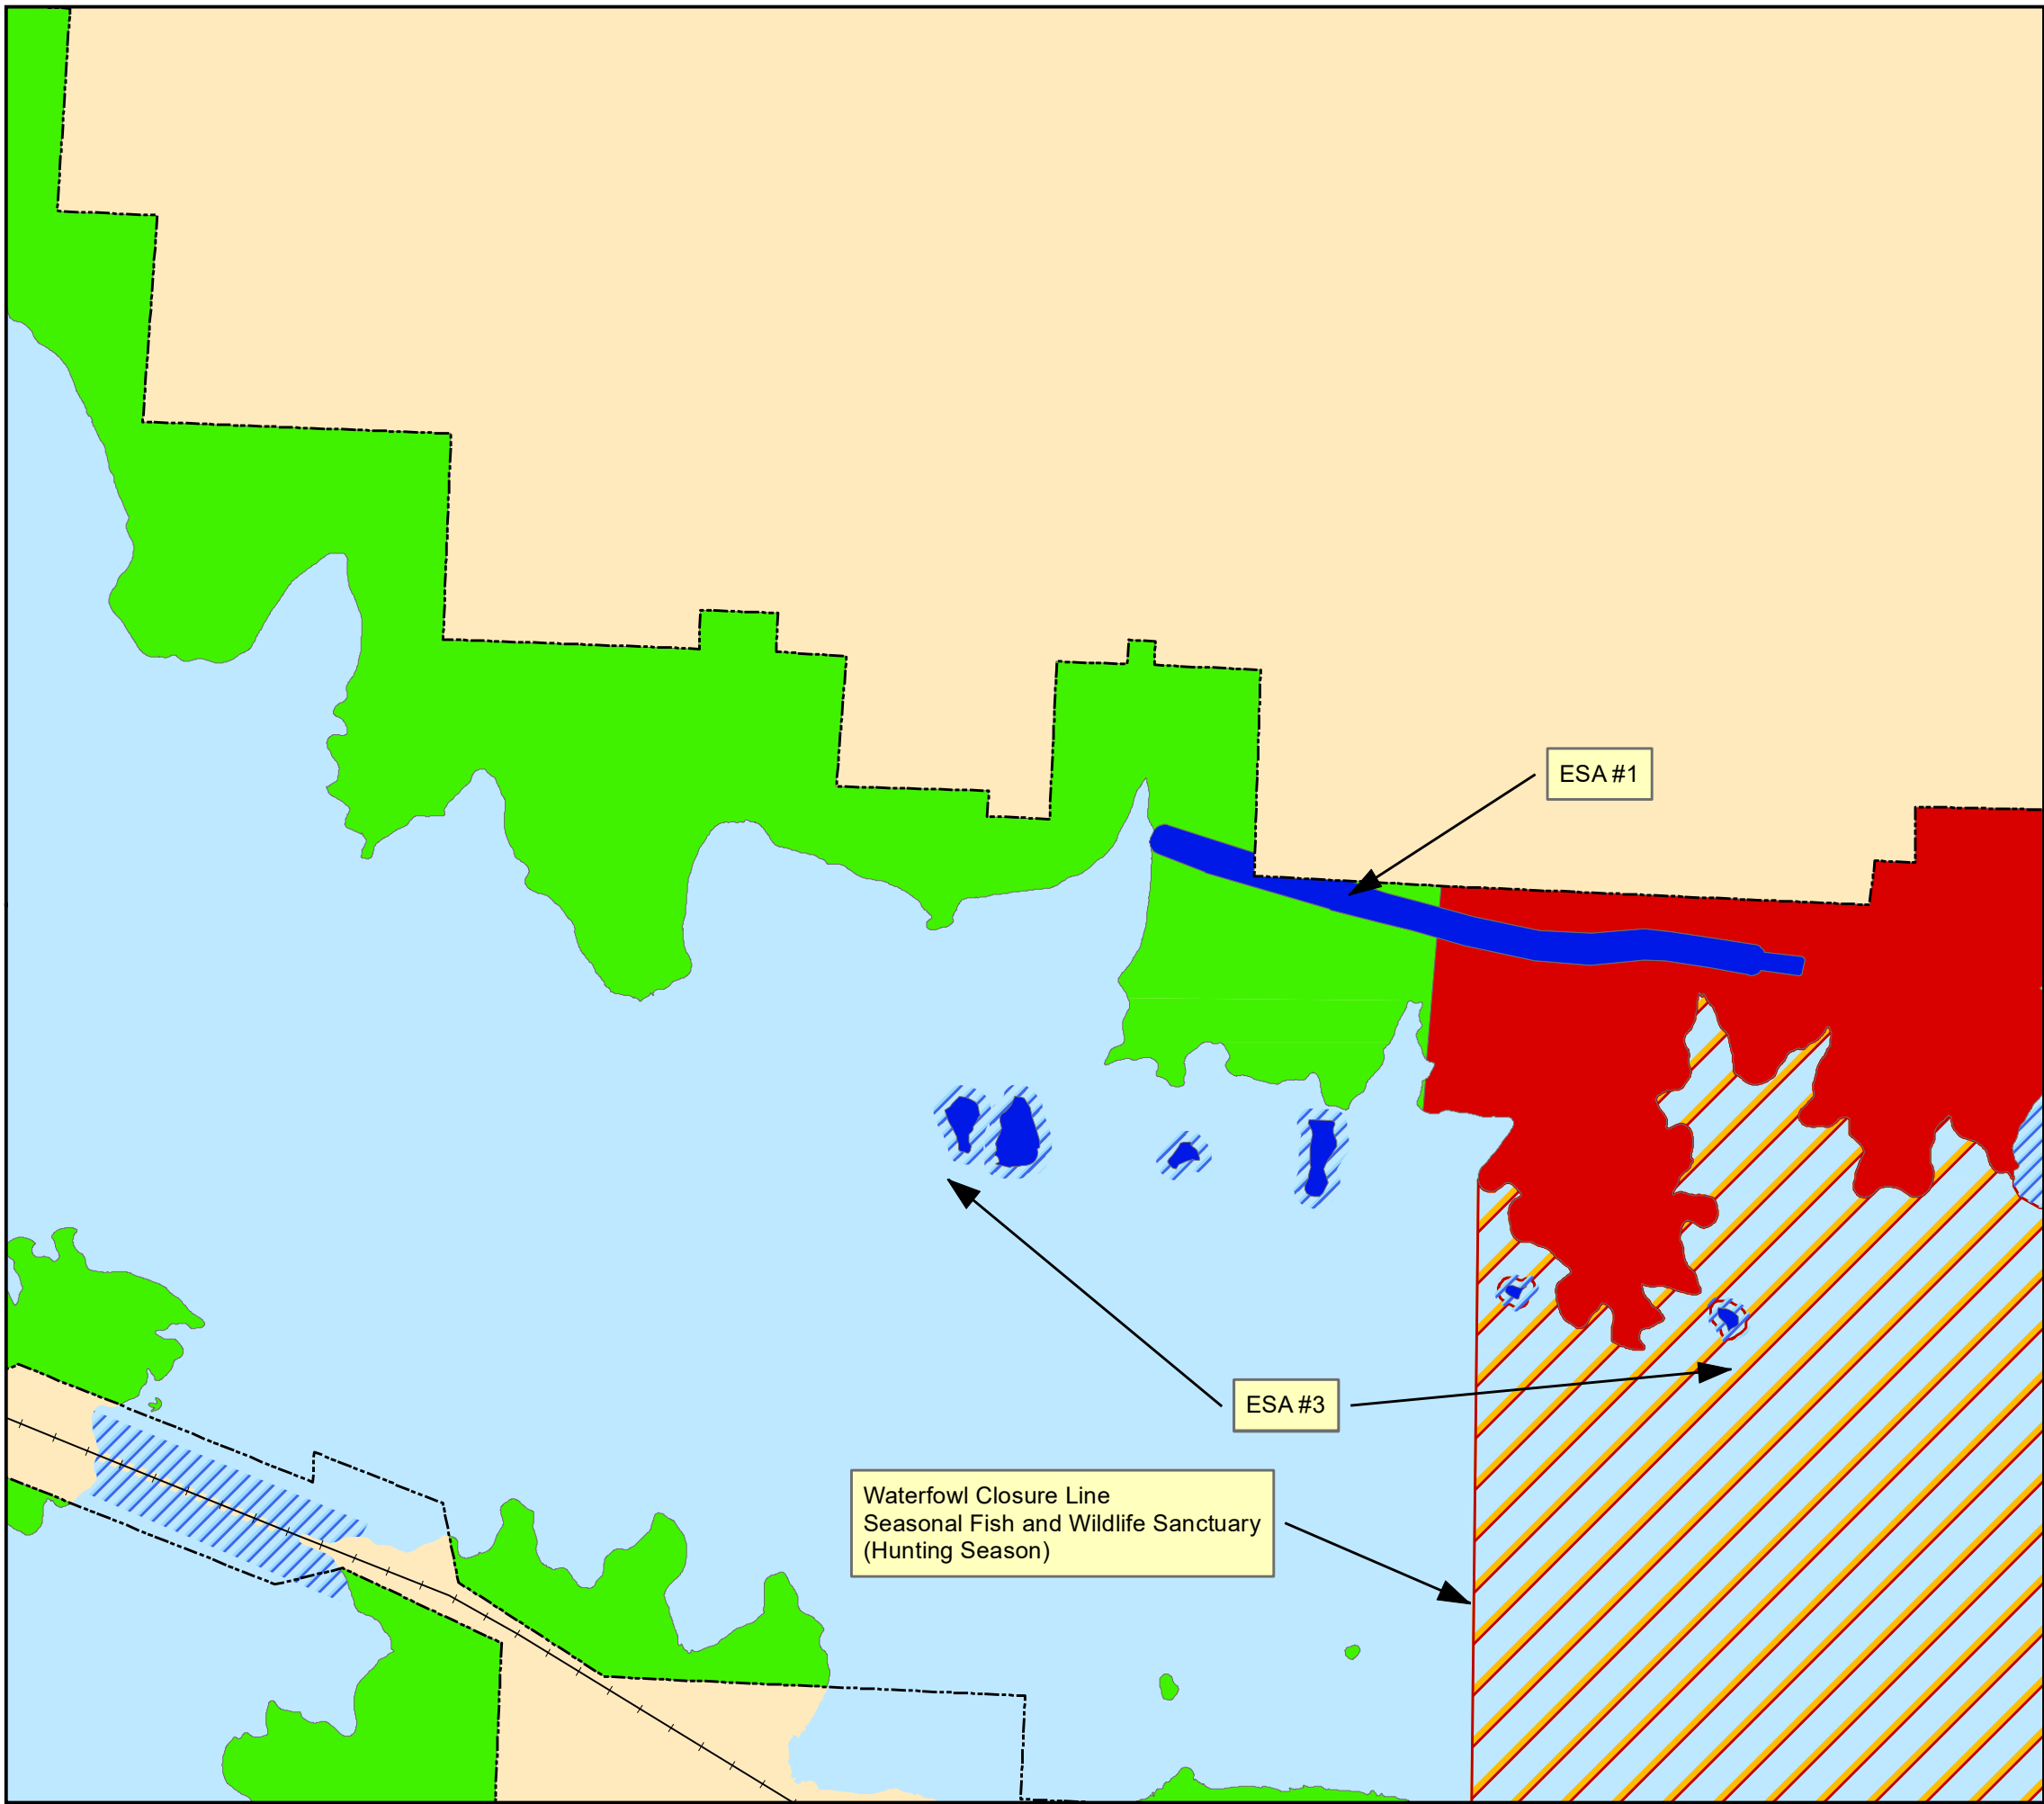 ESA #1
ESA #3
Waterfowl Closure Line
Seasonal Fish and Wildlife Sanctuary
(Hunting Season)